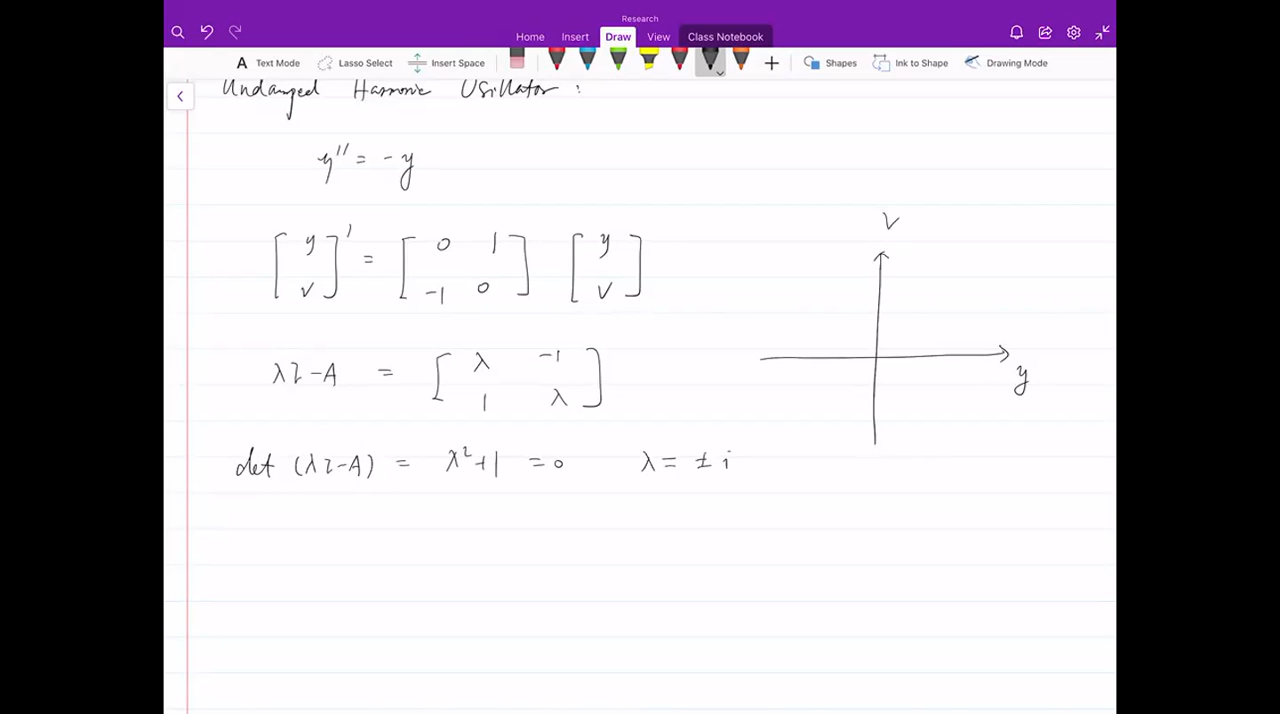 Research
Home Insert Draw View Class Notebook
A Text Mode Lasso Select Insert Space Shapes Ink to Shape Drawing Mode
Undamped Harmonic Oscillator :
y'' = - y
[ y v ]' = [ 0 1 -1 0 ] [ y v ]
V
y
λI - A = [ λ -1 1 λ ]
det (λI - A) = λ² + 1 = 0 λ = ± i